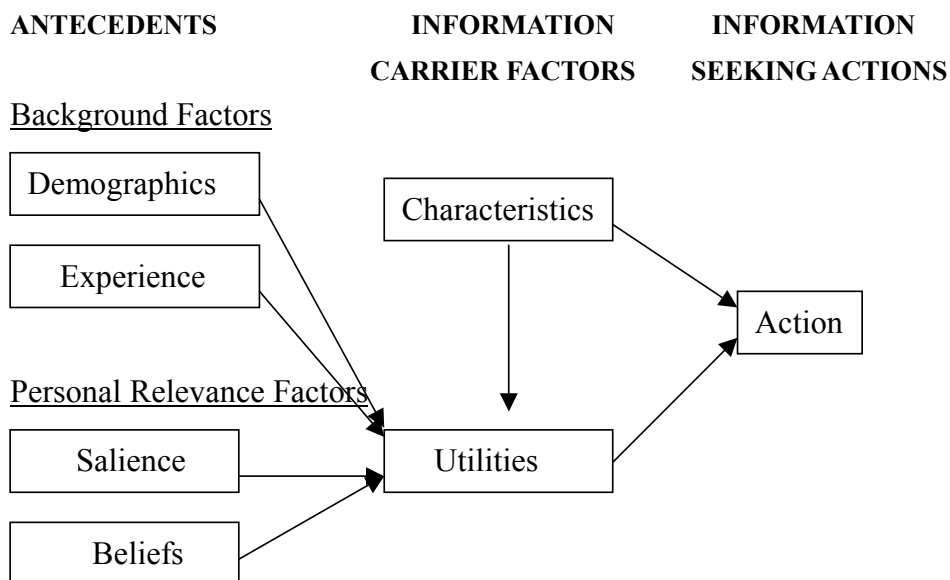 ANTECEDENTS
INFORMATION
CARRIER FACTORS
INFORMATION
SEEKING ACTIONS
Background Factors
Demographics
Experience
Personal Relevance Factors
Salience
Beliefs
Characteristics
Utilities
Action